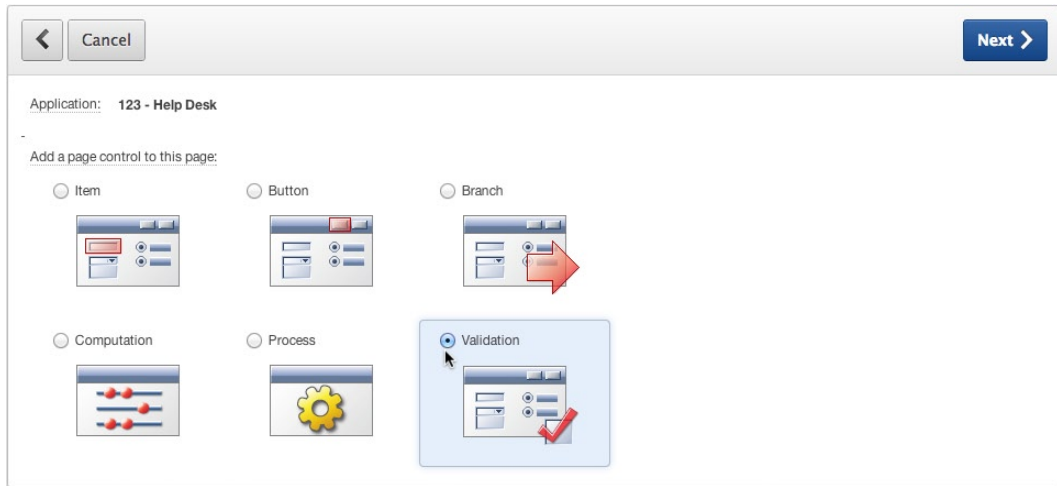 Cancel
Next
Application: 123 - Help Desk
-
Add a page control to this page:
Item
Button
Branch
Computation
Process
Validation